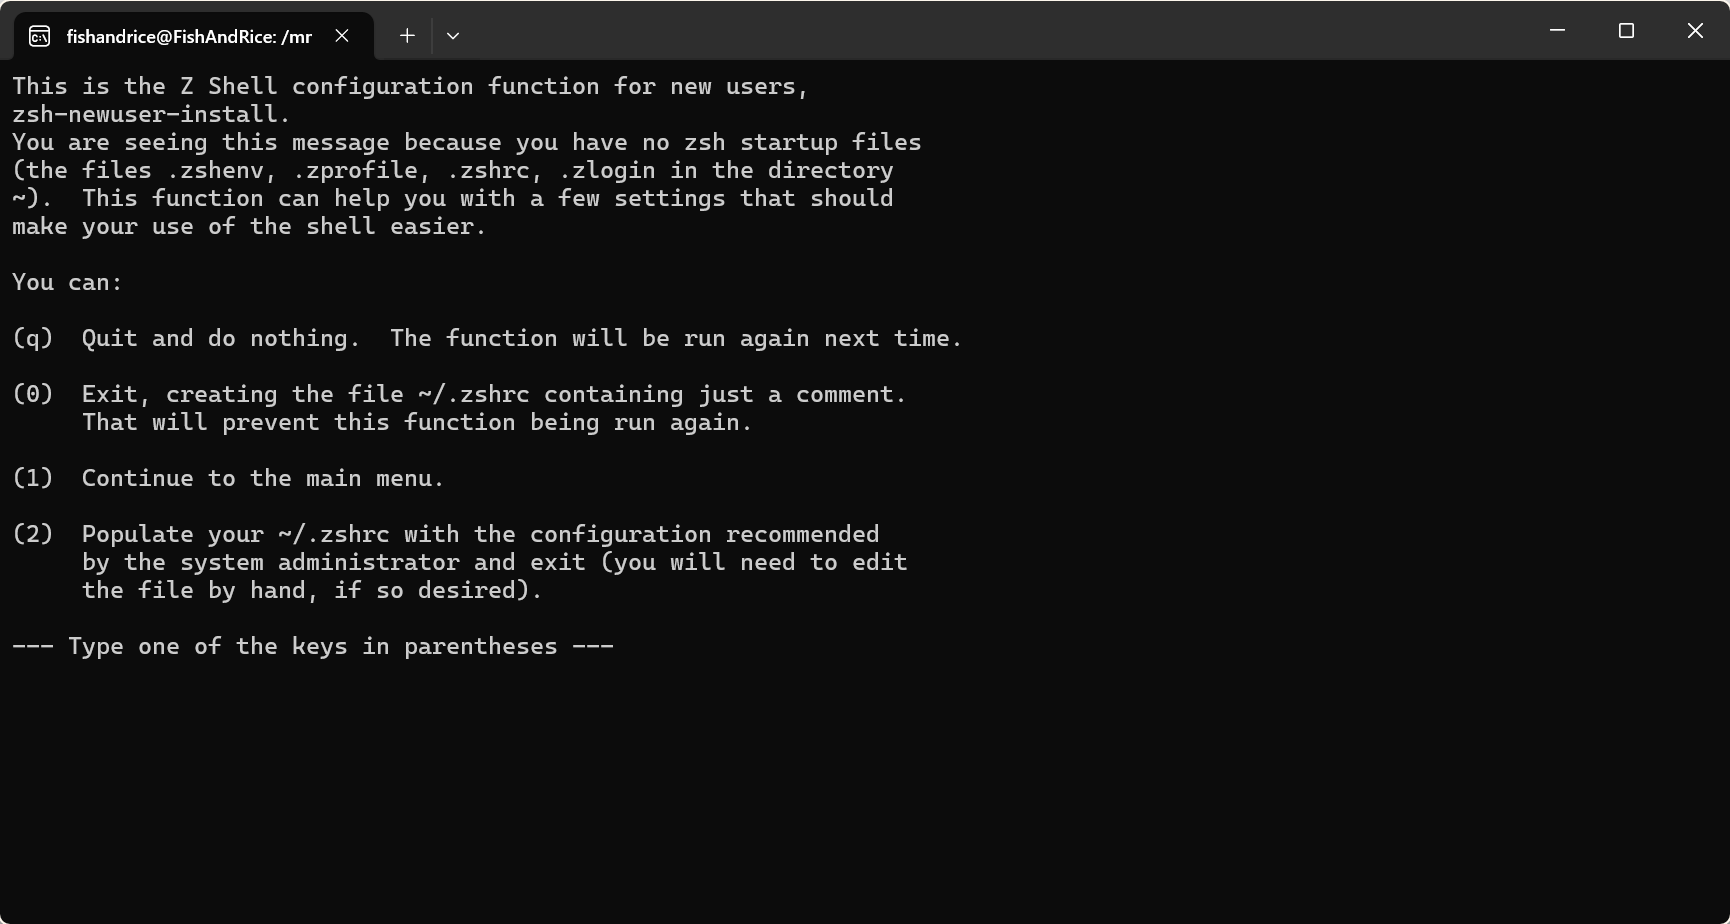 fishandrice@FishAndRice: /mr
This is the Z Shell configuration function for new users,
zsh-newuser-install.
You are seeing this message because you have no zsh startup files
(the files .zshenv, .zprofile, .zshrc, .zlogin in the directory
~).  This function can help you with a few settings that should
make your use of the shell easier.

You can:

(q)  Quit and do nothing.  The function will be run again next time.

(0)  Exit, creating the file ~/.zshrc containing just a comment.
     That will prevent this function being run again.

(1)  Continue to the main menu.

(2)  Populate your ~/.zshrc with the configuration recommended
     by the system administrator and exit (you will need to edit
     the file by hand, if so desired).

--- Type one of the keys in parentheses ---